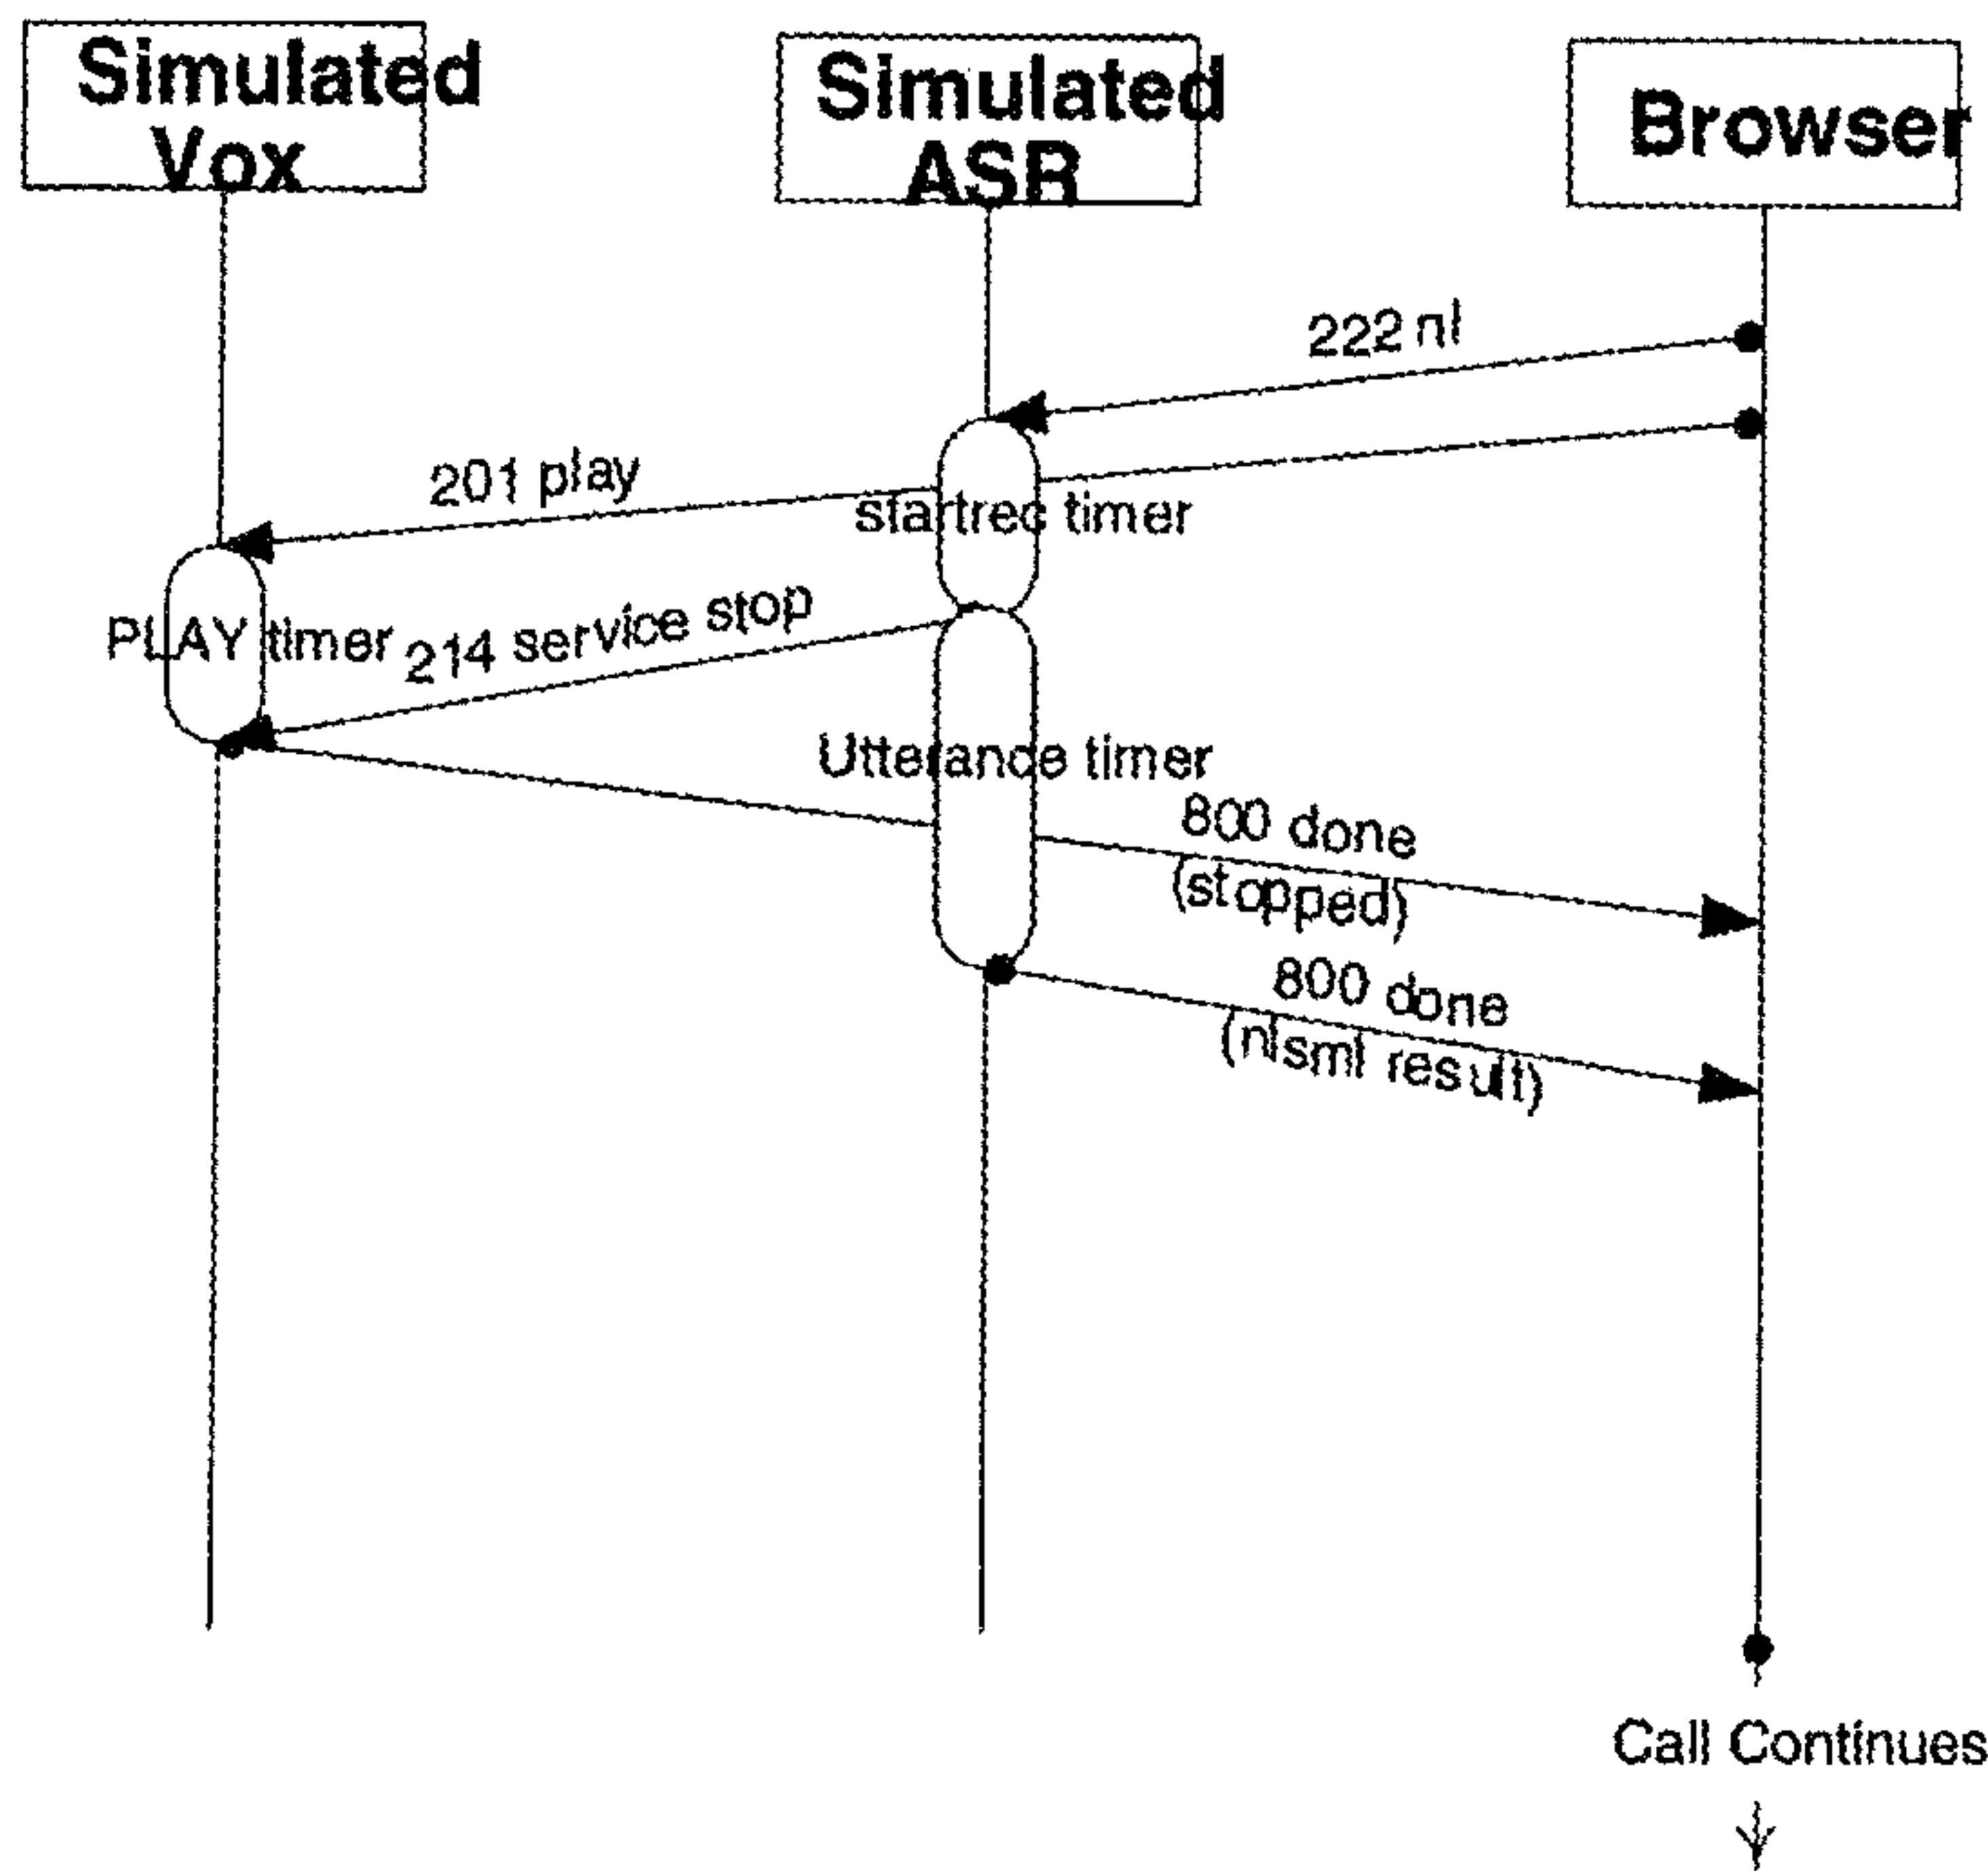 Simulated
Vox
Simulated
ASR
Browser
222 nl
201 play
startrec timer
PLAY timer
214 service stop
Utterance timer
800 done
(stopped)
800 done
(nlsml result)
Call Continues